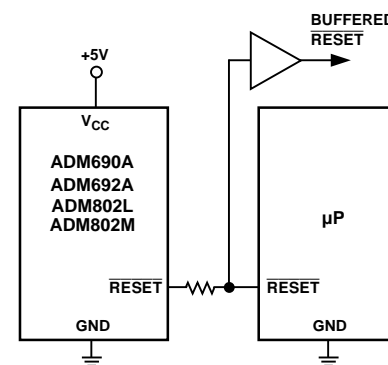 BUFFERED
RESET
+5V
VCC
ADM690A
ADM692A
ADM802L
ADM802M
µP
RESET
RESET
GND
GND